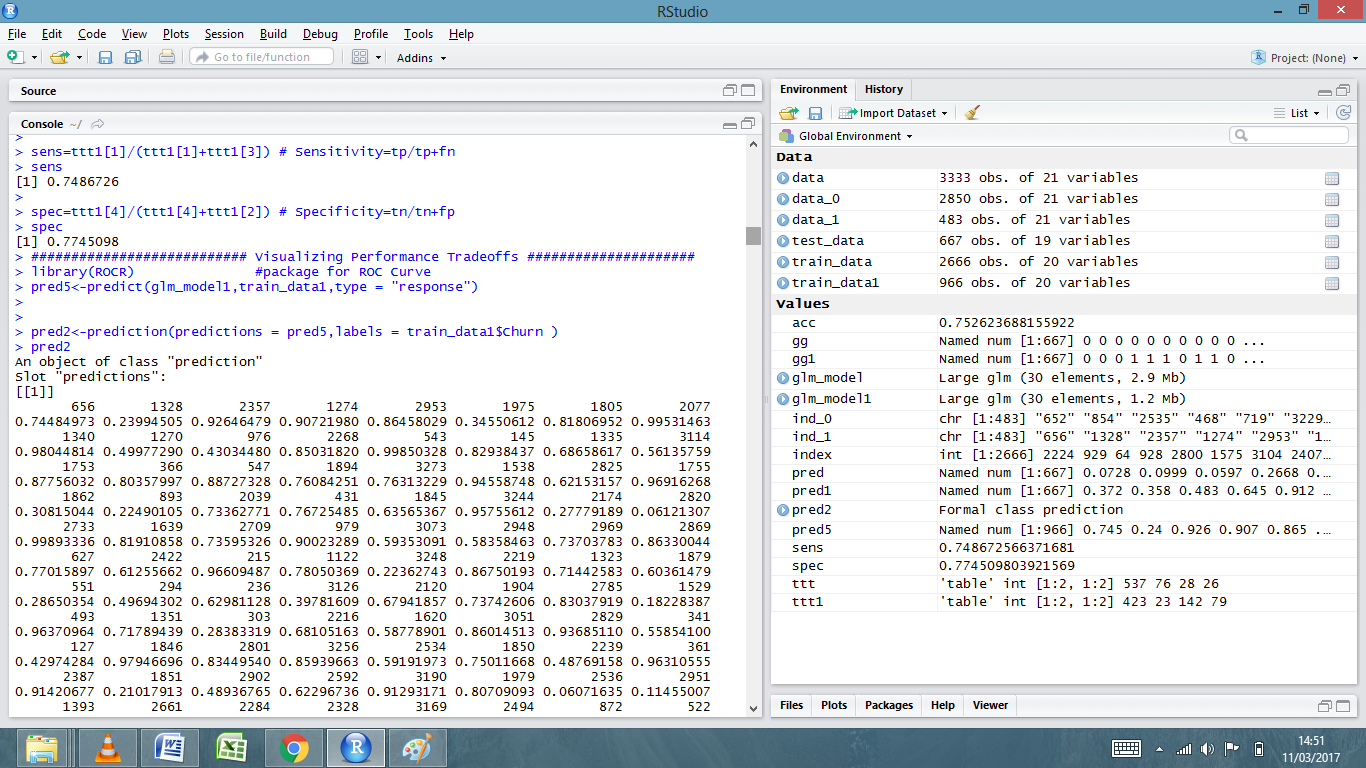 RStudio
File Edit Code View Plots Session Build Debug Profile Tools Help
Go to file/function Addins Project: (None)
Source
Console ~/
>
> sens=ttt1[1]/(ttt1[1]+ttt1[3]) # Sensitivity=tp/tp+fn
> sens
[1] 0.7486726
>
> spec=ttt1[4]/(ttt1[4]+ttt1[2]) # Specificity=tn/tn+fp
> spec
[1] 0.7745098
> ########################### Visualizing Performance Tradeoffs #####################
> library(ROCR) #package for ROC Curve
> pred5<-predict(glm_model1,train_data1,type = "response")
>
>
> pred2<-prediction(predictions = pred5,labels = train_data1$Churn )
> pred2
An object of class "prediction"
Slot "predictions":
[[1]]
656 1328 2357 1274 2953 1975 1805 2077
0.74484973 0.23994505 0.92646479 0.90721980 0.86458029 0.34550612 0.81806952 0.99531463
1340 1270 976 2268 543 145 1335 3114
0.98044814 0.49977290 0.43034480 0.85031820 0.99850328 0.82938437 0.68658617 0.56135759
1753 366 547 1894 3273 1538 2825 1755
0.87756032 0.80357997 0.88727328 0.76084251 0.76313229 0.94558748 0.62153157 0.96916268
1862 893 2039 431 1845 3244 2174 2820
0.30815044 0.22490105 0.73362771 0.76725485 0.63565367 0.95755612 0.27779189 0.06121307
2733 1639 2709 979 3073 2948 2969 2869
0.99893336 0.81910858 0.73595326 0.90023289 0.59353091 0.58358463 0.73703783 0.86330044
627 2422 215 1122 3248 2219 1323 1879
0.77015897 0.61255662 0.96609487 0.78050369 0.22362743 0.86750193 0.71442583 0.60361479
551 294 236 3126 2120 1904 2785 1529
0.28650354 0.49694302 0.62981128 0.39781609 0.67941857 0.73742606 0.83037919 0.18228387
493 1351 303 2216 1620 3051 2829 341
0.96370964 0.71789439 0.28383319 0.68105163 0.58778901 0.86014513 0.93685110 0.55854100
127 1846 2801 3256 2534 1850 2239 361
0.42974284 0.97946696 0.83449540 0.85939663 0.59191973 0.75011668 0.48769158 0.96310555
2387 1851 2902 2592 3190 1979 2536 2951
0.91420677 0.21017913 0.48936765 0.62296736 0.91293171 0.80709093 0.06071635 0.11455007
1393 2661 2284 2328 3169 2494 872 522
Environment History
Import Dataset List
Global Environment
Data
data 3333 obs. of 21 variables
data_0 2850 obs. of 21 variables
data_1 483 obs. of 21 variables
test_data 667 obs. of 19 variables
train_data 2666 obs. of 20 variables
train_data1 966 obs. of 20 variables
Values
acc 0.752623688155922
gg Named num [1:667] 0 0 0 0 0 0 0 0 0 0 ...
gg1 Named num [1:667] 0 0 0 1 1 1 0 1 1 0 ...
glm_model Large glm (30 elements, 2.9 Mb)
glm_model1 Large glm (30 elements, 1.2 Mb)
ind_0 chr [1:483] "652" "854" "2535" "468" "719" "3229...
ind_1 chr [1:483] "656" "1328" "2357" "1274" "2953" "1...
index int [1:2666] 2224 929 64 928 2800 1575 3104 2407...
pred Named num [1:667] 0.0728 0.0999 0.0597 0.2668 0....
pred1 Named num [1:667] 0.372 0.358 0.483 0.645 0.912 ...
pred2 Formal class prediction
pred5 Named num [1:966] 0.745 0.24 0.926 0.907 0.865 ...
sens 0.748672566371681
spec 0.774509803921569
ttt 'table' int [1:2, 1:2] 537 76 28 26
ttt1 'table' int [1:2, 1:2] 423 23 142 79
Files Plots Packages Help Viewer
14:51
11/03/2017